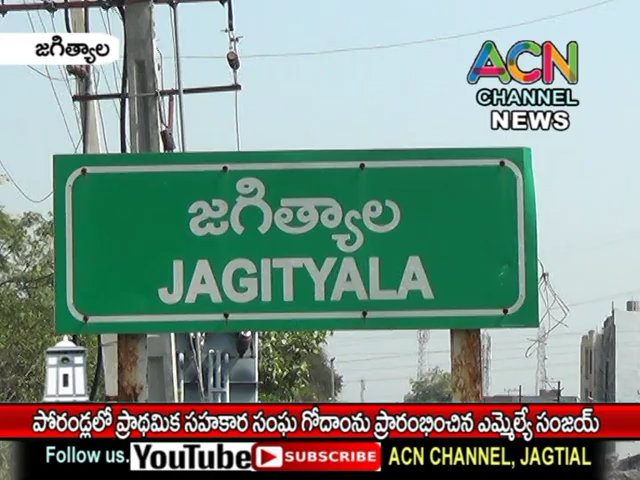 జగిత్యాల
ACN
CHANNEL
NEWS
జగిత్యాల
JAGITYALA
పోరండ్లలో ప్రాథమిక సహకార సంఘ గోదాంను ప్రారంభించిన ఎమ్మెల్యే సంజయ్
Follow us. YouTube SUBSCRIBE ACN CHANNEL, JAGTIAL